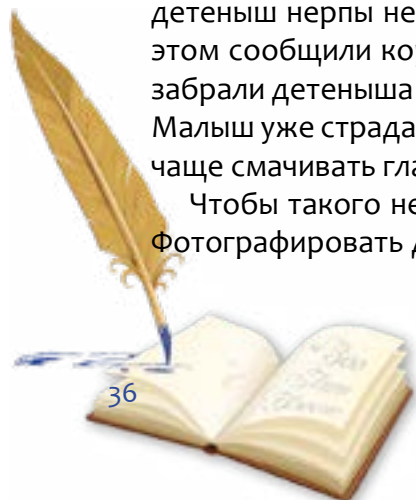 детеныш нерпы не
этом сообщили ко
забрали детеныша
Малыш уже страда
чаще смачивать гла
Чтобы такого не
Фотографировать д
36